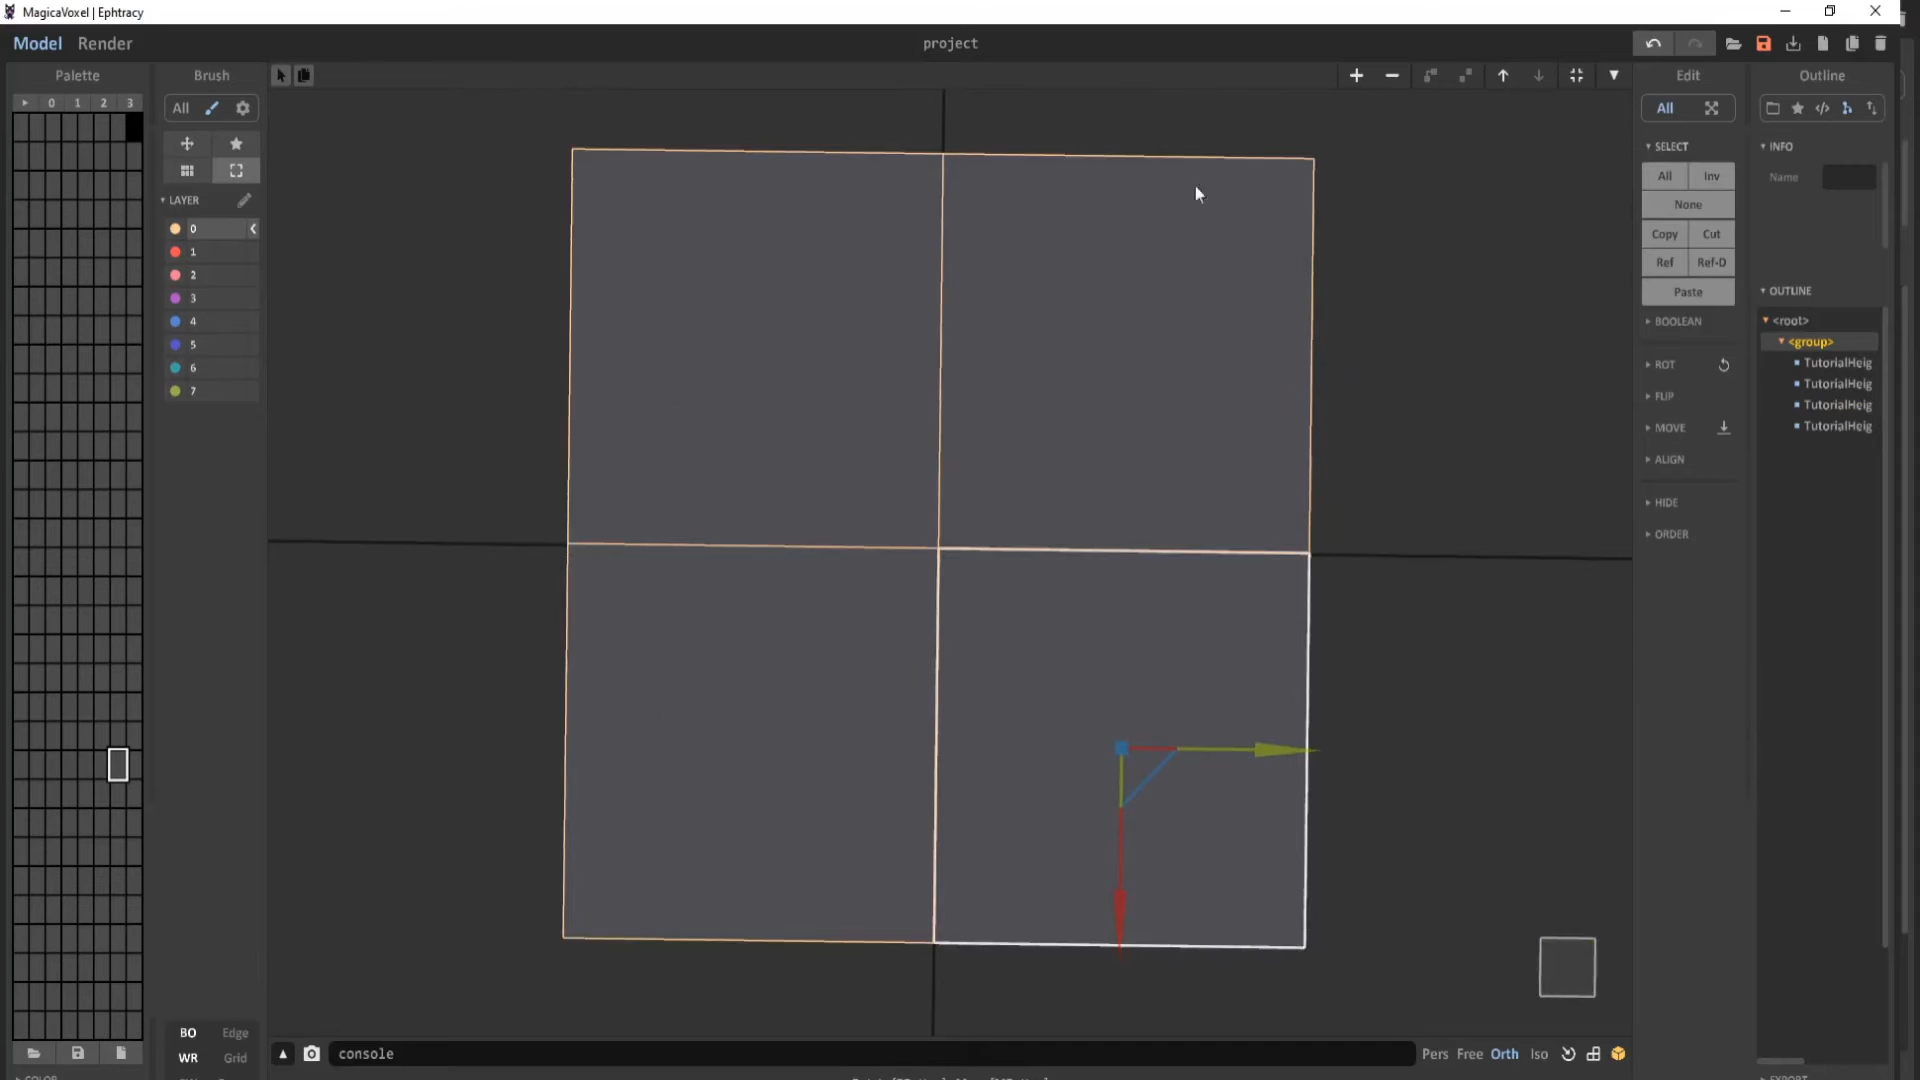 MagicaVoxel | Ephtracy
Model Render
project
Palette
Brush
Edit
Outline
0 1 2 3
All
All
SELECT
INFO
All Inv
Name
None
LAYER
0
1
2
3
4
5
6
7
Copy Cut
Ref Ref-D
Paste
OUTLINE
BOOLEAN
<root>
<group>
TutorialHeig
TutorialHeig
TutorialHeig
TutorialHeig
ROT
FLIP
MOVE
ALIGN
HIDE
ORDER
BO Edge
WR Grid
console
Pers Free Orth Iso